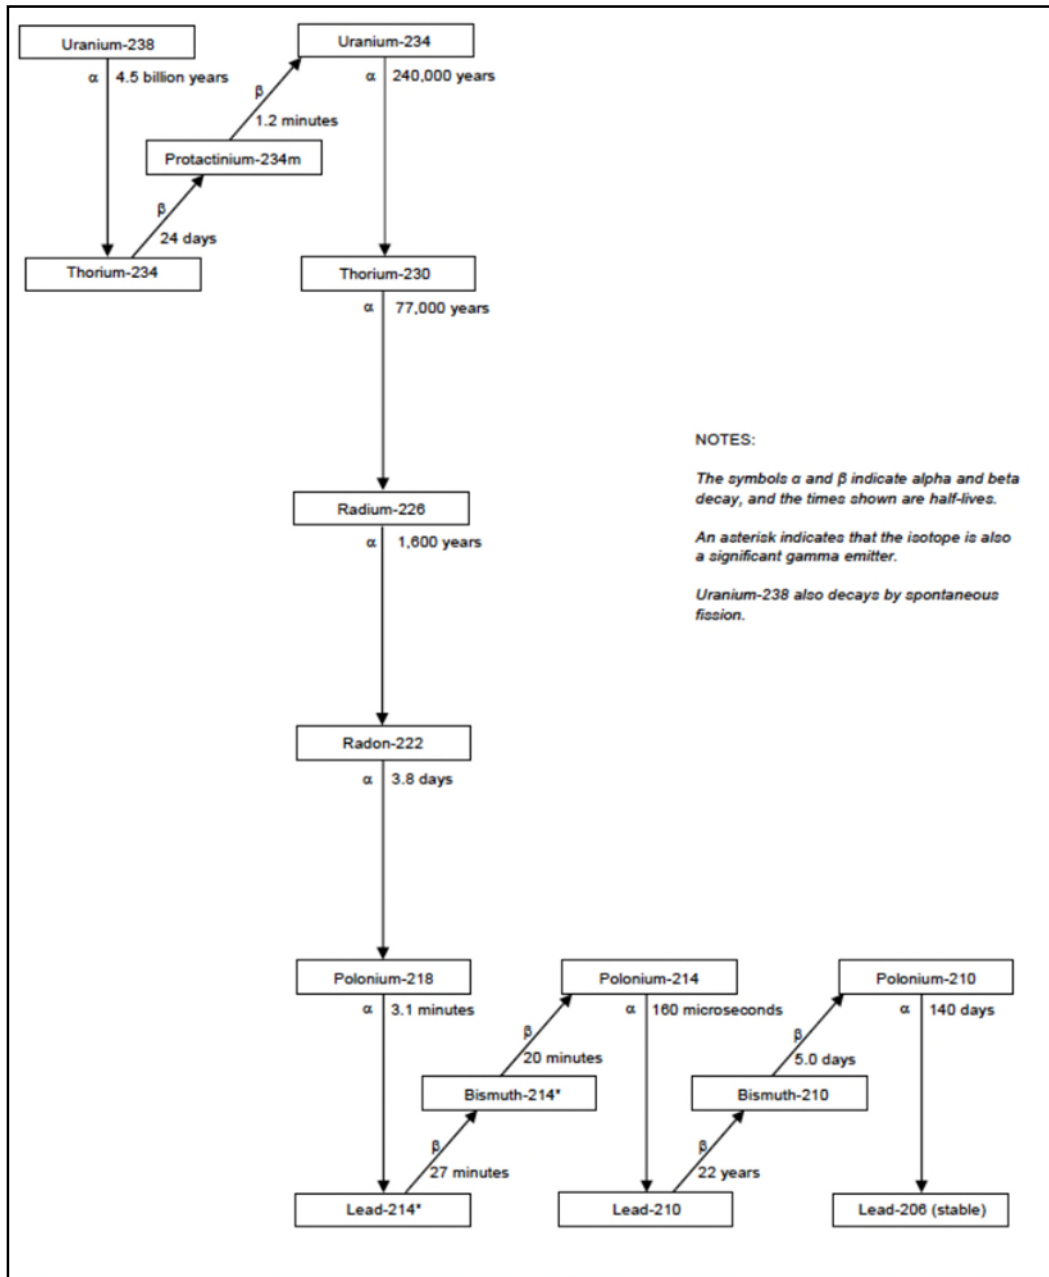 Uranium-238
Uranium-234
α 4.5 billion years
α 240,000 years
β
1.2 minutes
Protactinium-234m
β
24 days
Thorium-234
Thorium-230
α 77,000 years
NOTES:
The symbols α and β indicate alpha and beta
decay, and the times shown are half-lives.
An asterisk indicates that the isotope is also
a significant gamma emitter.
Uranium-238 also decays by spontaneous
fission.
Radium-226
α 1,600 years
Radon-222
α 3.8 days
Polonium-218
Polonium-214
Polonium-210
α 3.1 minutes
α 160 microseconds
α 140 days
β
20 minutes
β
5.0 days
Bismuth-214*
Bismuth-210
β
27 minutes
β
22 years
Lead-214*
Lead-210
Lead-206 (stable)